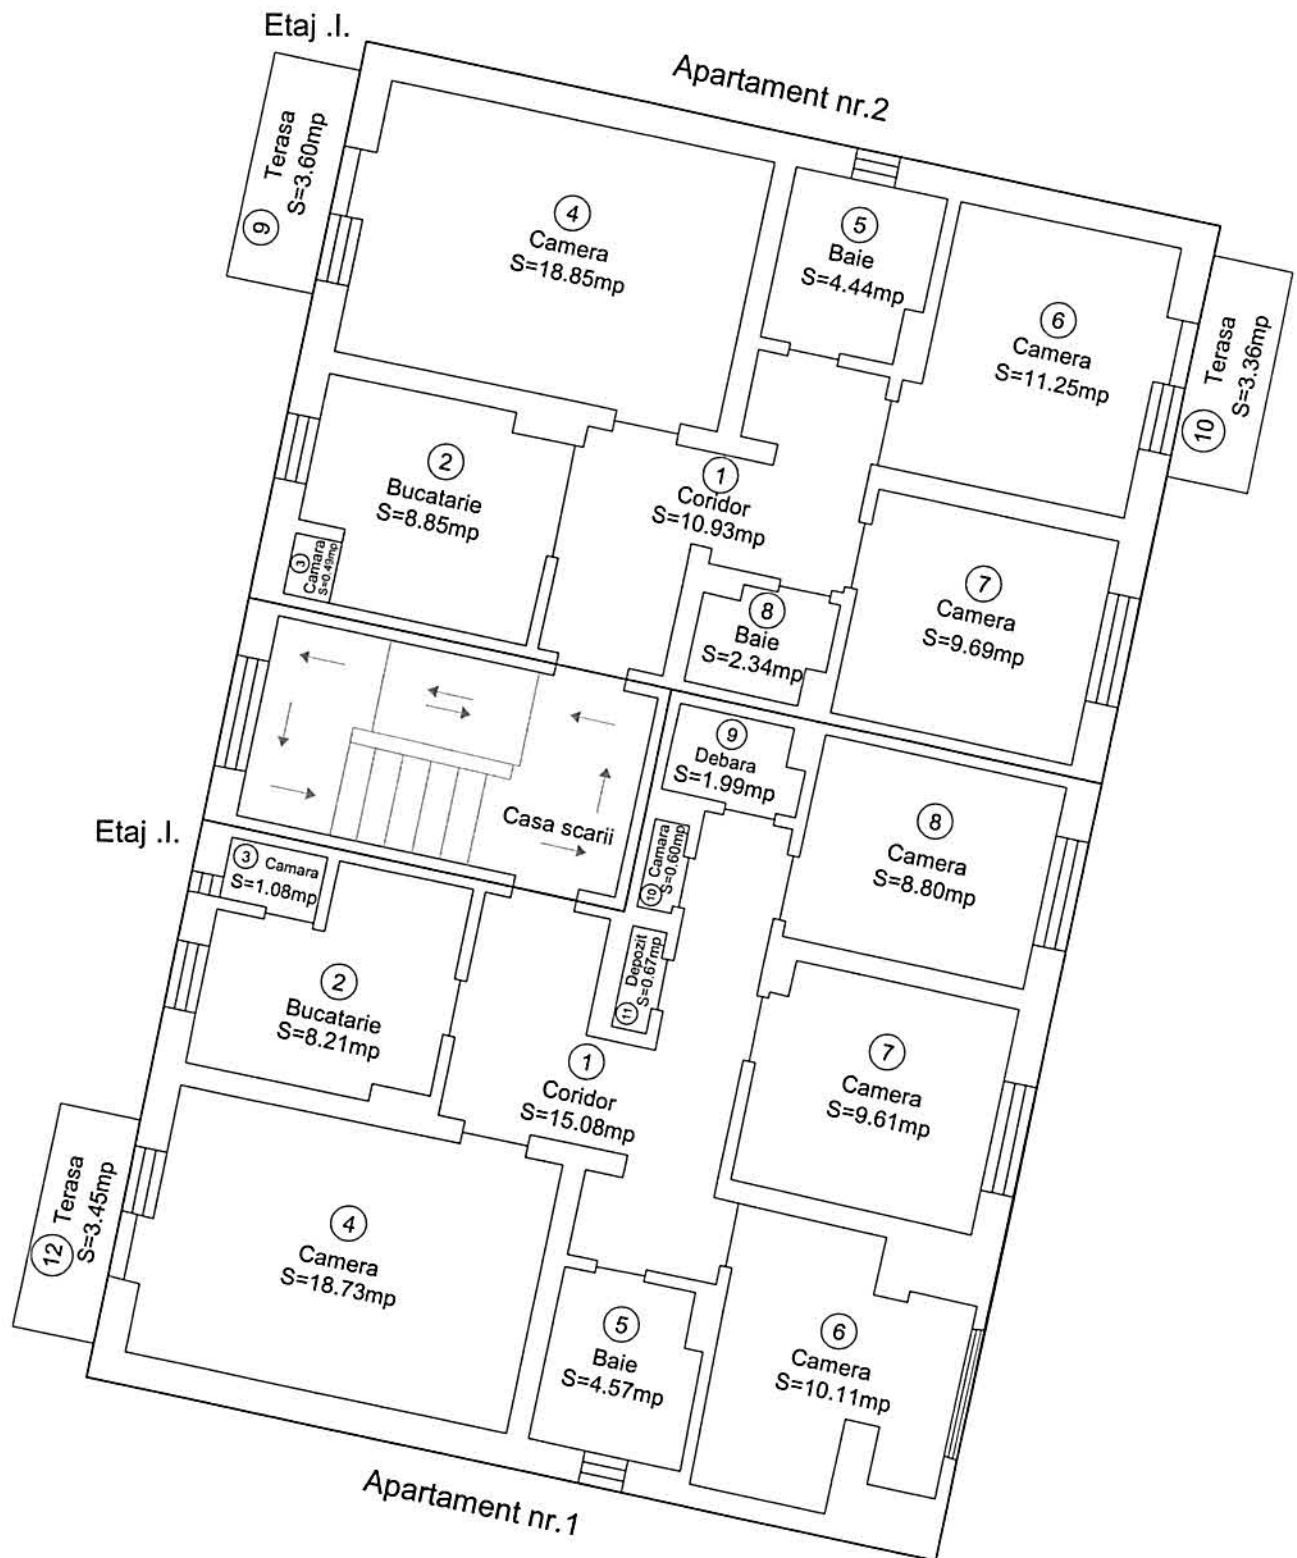 Etaj .I.
Apartament nr.2
9
Terasa
S=3.60mp
4
Camera
S=18.85mp
5
Baie
S=4.44mp
6
Camera
S=11.25mp
10
Terasa
S=3.36mp
2
Bucatarie
S=8.85mp
1
Coridor
S=10.93mp
3
Camara
S=0.49mp
8
Baie
S=2.34mp
7
Camera
S=9.69mp
Casa scarii
9
Debara
S=1.99mp
Etaj .I.
3 Camara
S=1.08mp
10
Camara
S=0.60mp
8
Camera
S=8.80mp
11
Depozit
S=0.67mp
2
Bucatarie
S=8.21mp
1
Coridor
S=15.08mp
7
Camera
S=9.61mp
12
Terasa
S=3.45mp
4
Camera
S=18.73mp
5
Baie
S=4.57mp
6
Camera
S=10.11mp
Apartament nr.1